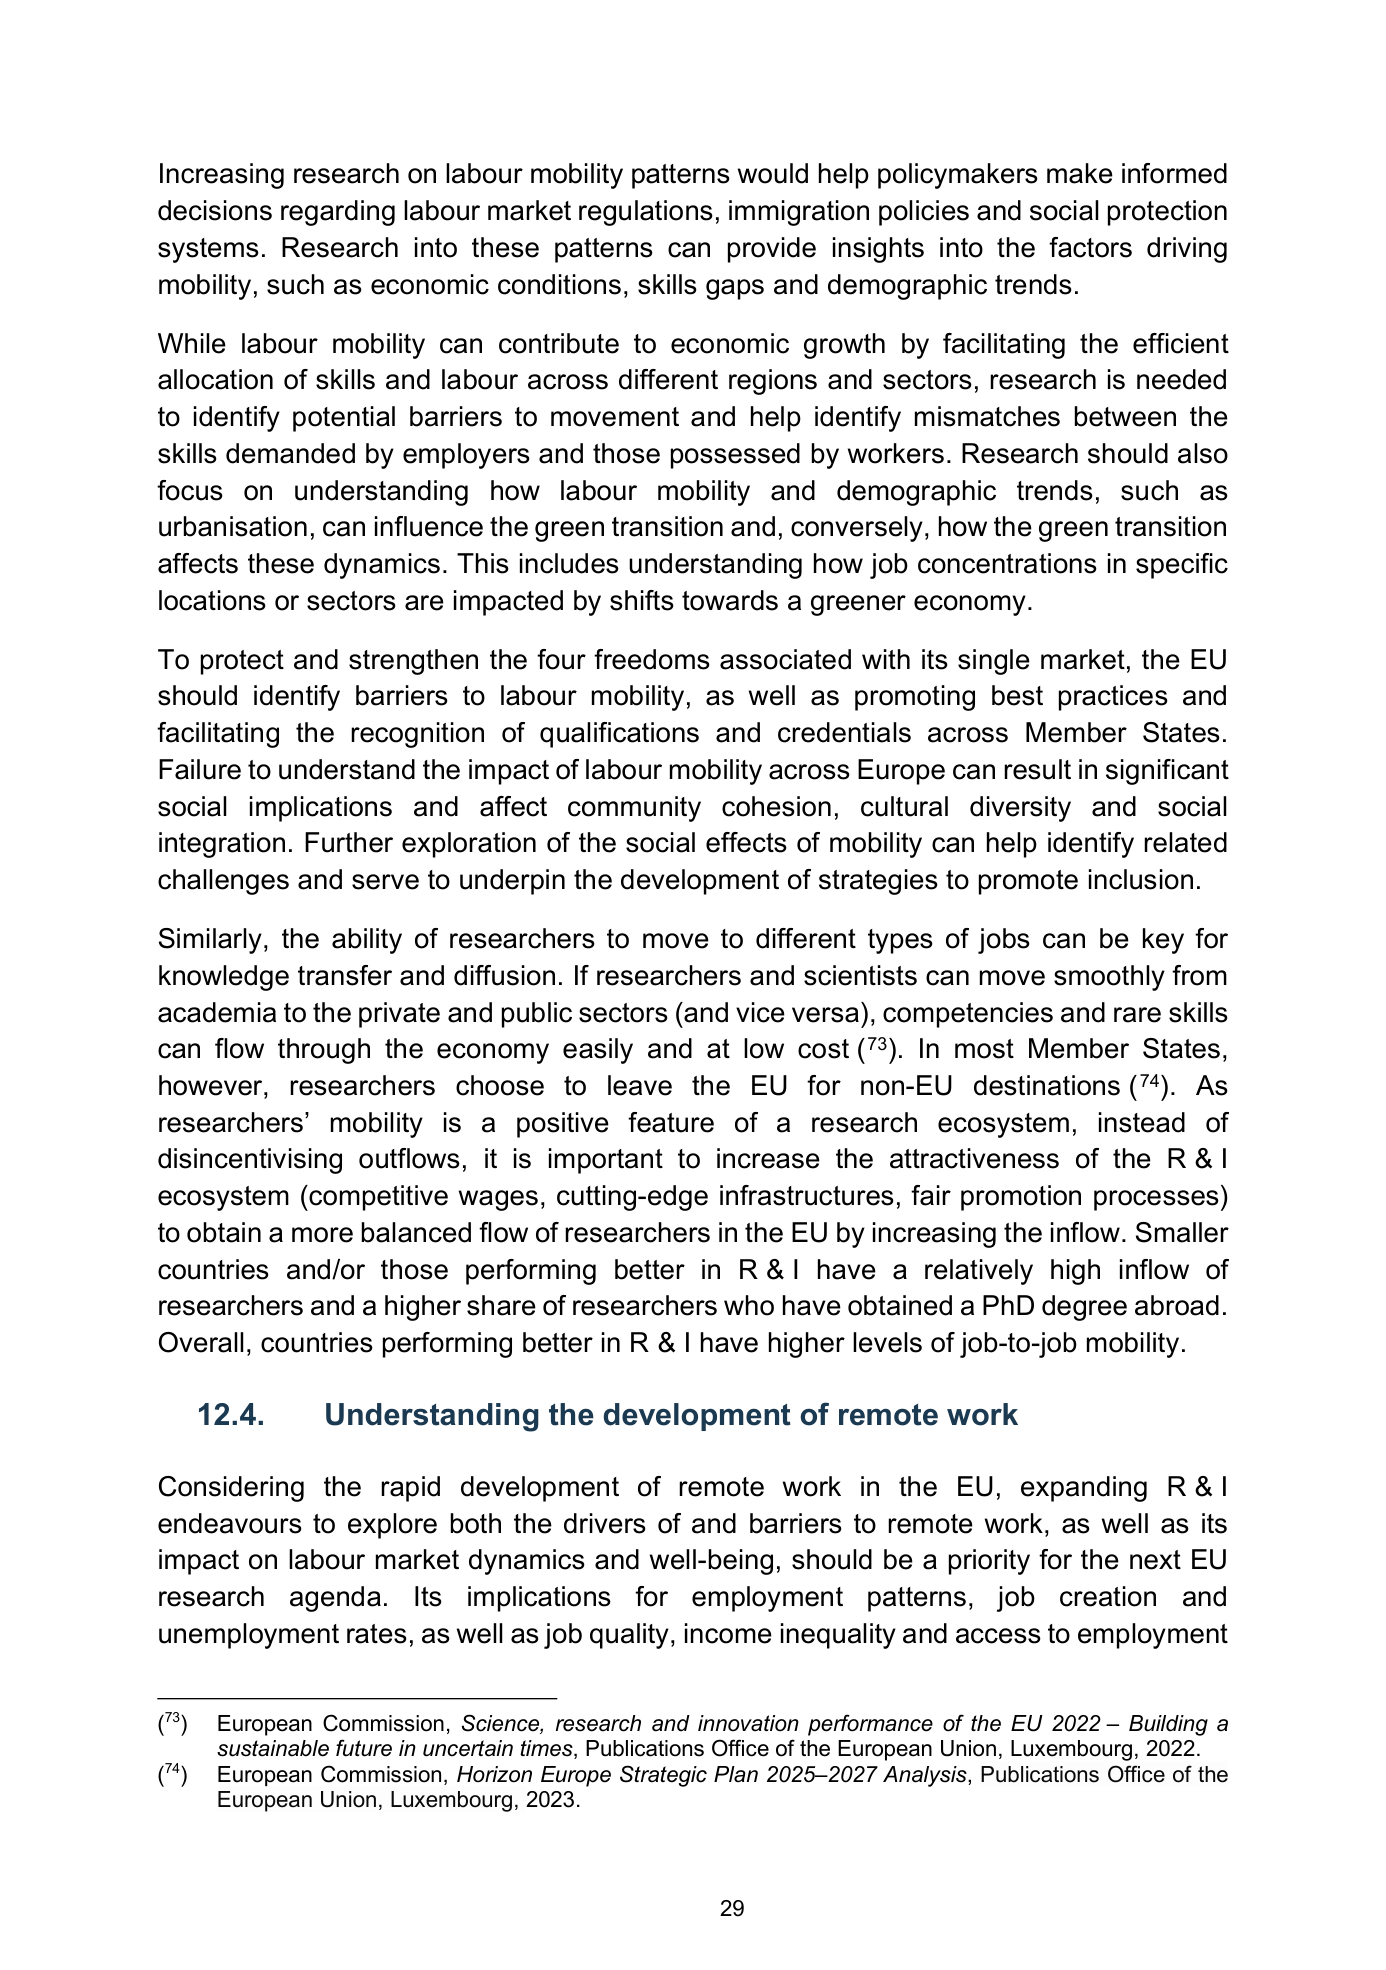 Increasing research on labour mobility patterns would help policymakers make informed
decisions regarding labour market regulations, immigration policies and social protection
systems. Research into these patterns can provide insights into the factors driving
mobility, such as economic conditions, skills gaps and demographic trends.
While labour mobility can contribute to economic growth by facilitating the efficient
allocation of skills and labour across different regions and sectors, research is needed
to identify potential barriers to movement and help identify mismatches between the
skills demanded by employers and those possessed by workers. Research should also
focus on understanding how labour mobility and demographic trends, such as
urbanisation, can influence the green transition and, conversely, how the green transition
affects these dynamics. This includes understanding how job concentrations in specific
locations or sectors are impacted by shifts towards a greener economy.
To protect and strengthen the four freedoms associated with its single market, the EU
should identify barriers to labour mobility, as well as promoting best practices and
facilitating the recognition of qualifications and credentials across Member States.
Failure to understand the impact of labour mobility across Europe can result in significant
social implications and affect community cohesion, cultural diversity and social
integration. Further exploration of the social effects of mobility can help identify related
challenges and serve to underpin the development of strategies to promote inclusion.
Similarly, the ability of researchers to move to different types of jobs can be key for
knowledge transfer and diffusion. If researchers and scientists can move smoothly from
academia to the private and public sectors (and vice versa), competencies and rare skills
can flow through the economy easily and at low cost (73). In most Member States,
however, researchers choose to leave the EU for non-EU destinations (74). As
researchers’ mobility is a positive feature of a research ecosystem, instead of
disincentivising outflows, it is important to increase the attractiveness of the R & I
ecosystem (competitive wages, cutting-edge infrastructures, fair promotion processes)
to obtain a more balanced flow of researchers in the EU by increasing the inflow. Smaller
countries and/or those performing better in R & I have a relatively high inflow of
researchers and a higher share of researchers who have obtained a PhD degree abroad.
Overall, countries performing better in R & I have higher levels of job-to-job mobility.
12.4. Understanding the development of remote work
Considering the rapid development of remote work in the EU, expanding R & I
endeavours to explore both the drivers of and barriers to remote work, as well as its
impact on labour market dynamics and well-being, should be a priority for the next EU
research agenda. Its implications for employment patterns, job creation and
unemployment rates, as well as job quality, income inequality and access to employment
(73) European Commission, Science, research and innovation performance of the EU 2022 – Building a
sustainable future in uncertain times, Publications Office of the European Union, Luxembourg, 2022.
(74) European Commission, Horizon Europe Strategic Plan 2025–2027 Analysis, Publications Office of the
European Union, Luxembourg, 2023.
29